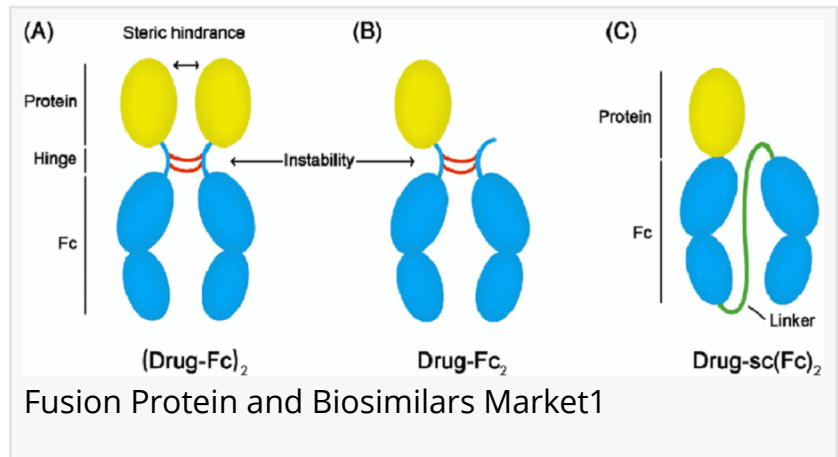 (A)
Steric hindrance
(B)
(C)
Protein
Hinge
Fc
Instability
Protein
Fc
Linker
(Drug-Fc)₂
Drug-Fc₂
Drug-sc(Fc)₂
Fusion Protein and Biosimilars Market1